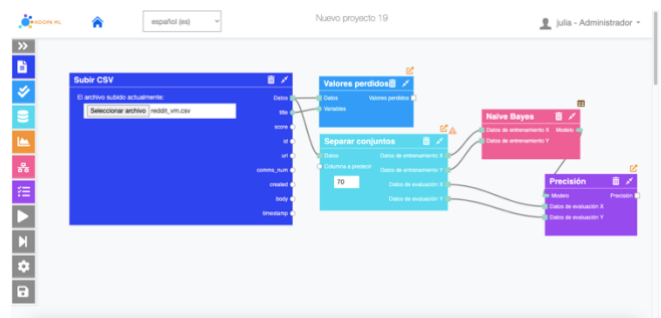 español (es)
Nuevo proyecto 19
julia - Administrador
Subir CSV
El archivo subido actualmente:
Seleccionar archivo reddit_vm.csv
Datos
title
score
id
url
comms_num
created
body
timestamp
Valores perdidos
Datos
Valores perdidos
Variables
Separar conjuntos
Datos
Datos de entrenamiento X
Columna a predecir
Datos de entrenamiento Y
70
Datos de evaluación X
Datos de evaluación Y
Naive Bayes
Datos de entrenamiento X
Modelo
Datos de entrenamiento Y
Precisión
Modelo
Precisión
Datos de evaluación X
Datos de evaluación Y